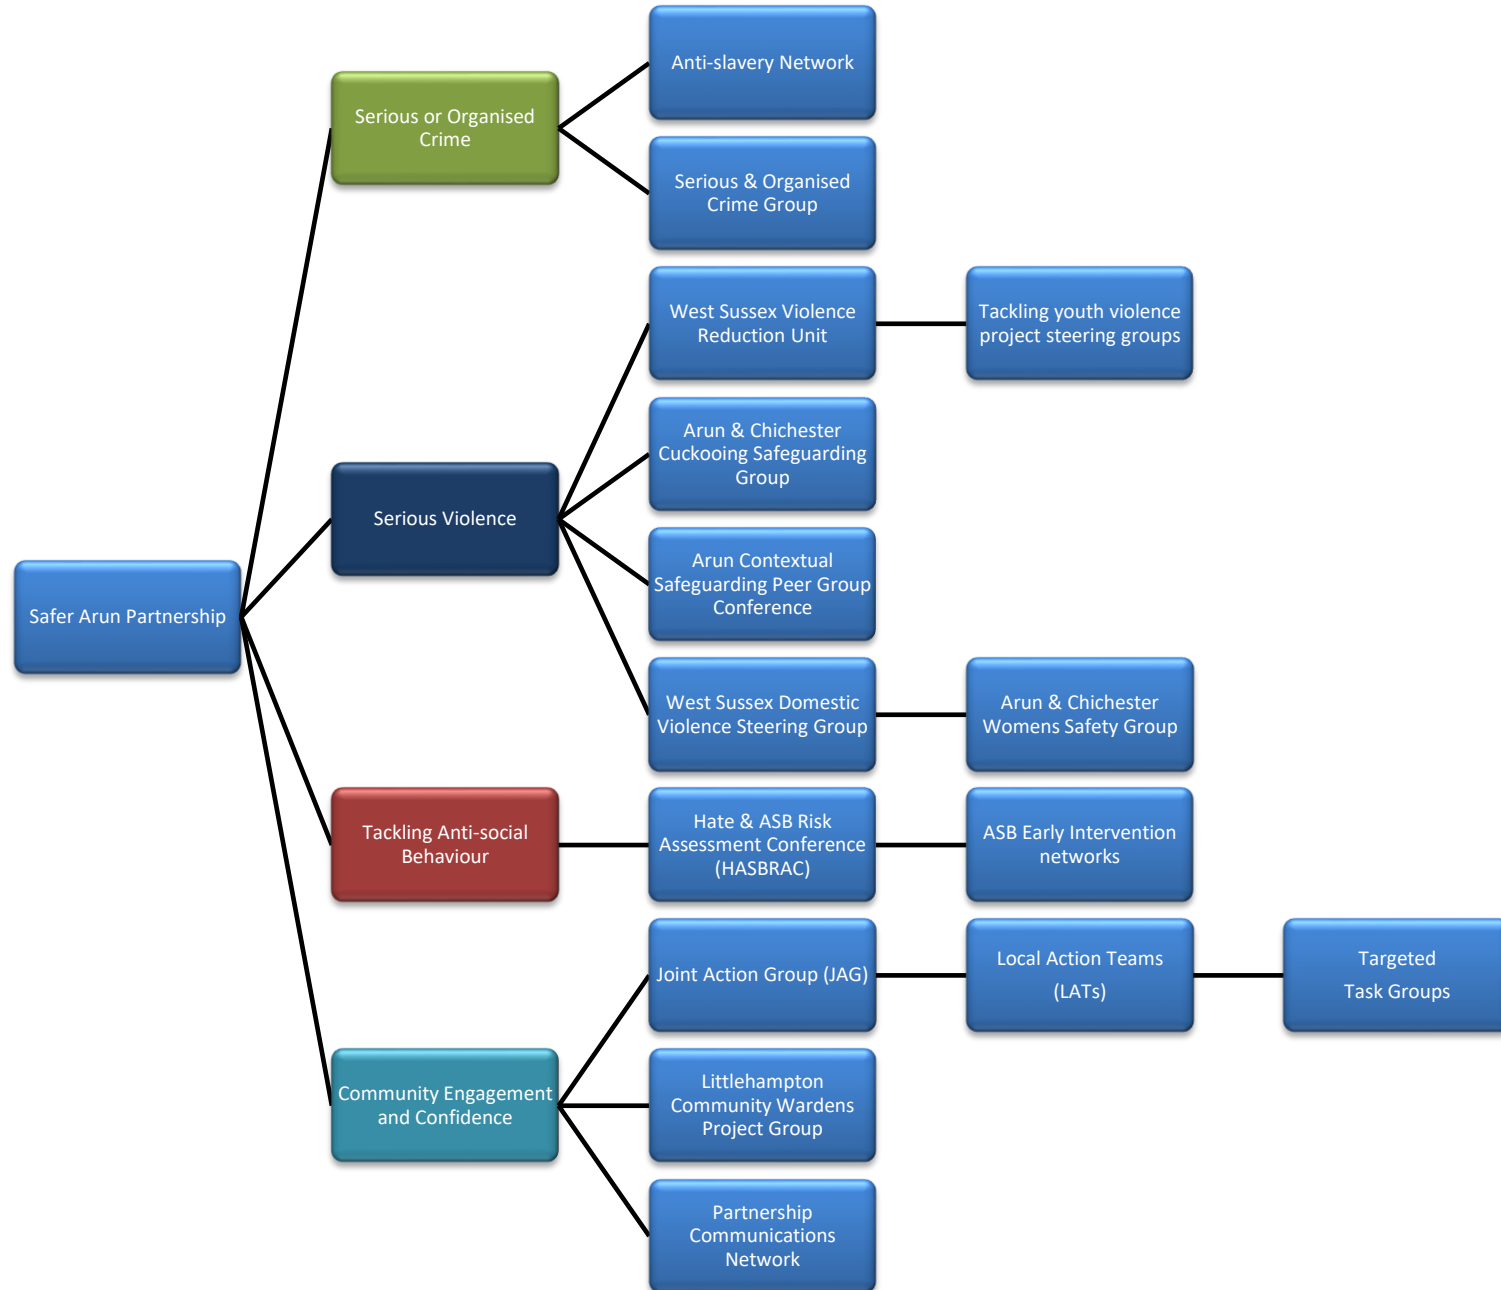 Safer Arun Partnership
Serious or Organised
Crime
Anti-slavery Network
Serious & Organised
Crime Group
Serious Violence
West Sussex Violence
Reduction Unit
Tackling youth violence
project steering groups
Arun & Chichester
Cuckooing Safeguarding
Group
Arun Contextual
Safeguarding Peer Group
Conference
West Sussex Domestic
Violence Steering Group
Arun & Chichester
Womens Safety Group
Tackling Anti-social
Behaviour
Hate & ASB Risk
Assessment Conference
(HASBRAC)
ASB Early Intervention
networks
Community Engagement
and Confidence
Joint Action Group (JAG)
Local Action Teams
(LATs)
Targeted
Task Groups
Littlehampton
Community Wardens
Project Group
Partnership
Communications
Network